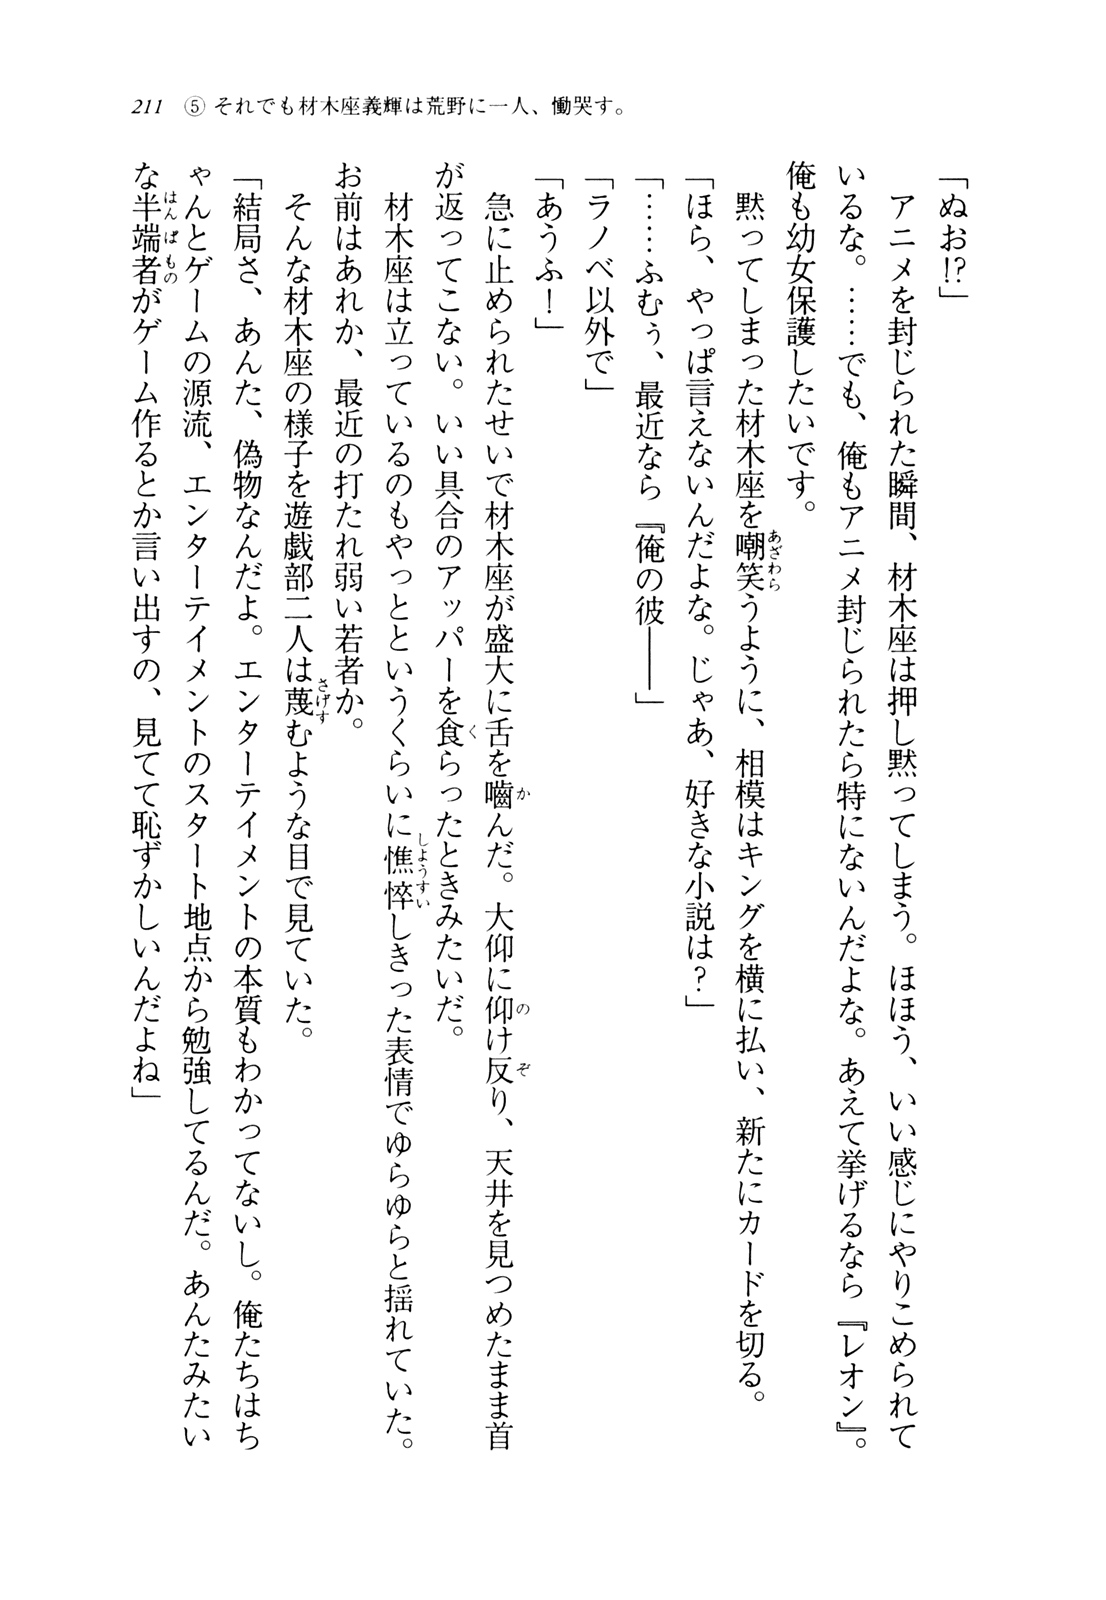 211　⑤ それでも材木座義輝は荒野に一人、慟哭す。
「ぬお!?」
　アニメを封じられた瞬間、材木座は押し黙ってしまう。ほほう、いい感じにやりこめられて
いるな。……でも、俺もアニメ封じられたら特にないんだよな。あえて挙げるなら『レオン』。
俺も幼女保護したいです。
　黙ってしまった材木座を嘲笑うように、相模はキングを横に払い、新たにカードを切る。
「ほら、やっぱ言えないんだよな。じゃあ、好きな小説は？」
「……ふむぅ、最近なら『俺の彼――」
「ラノベ以外で」
「あうふ！」
　急に止められたせいで材木座が盛大に舌を嚙んだ。大仰に仰け反り、天井を見つめたまま首
が返ってこない。いい具合のアッパーを食らったときみたいだ。
　材木座は立っているのもやっとというくらいに憔悴しきった表情でゆらゆらと揺れていた。
お前はあれか、最近の打たれ弱い若者か。
　そんな材木座の様子を遊戯部二人は蔑むような目で見ていた。
「結局さ、あんた、偽物なんだよ。エンターテイメントの本質もわかってないし。俺たちはち
ゃんとゲームの源流、エンターテイメントのスタート地点から勉強してるんだ。あんたみたい
な半端者がゲーム作るとか言い出すの、見てて恥ずかしいんだよね」